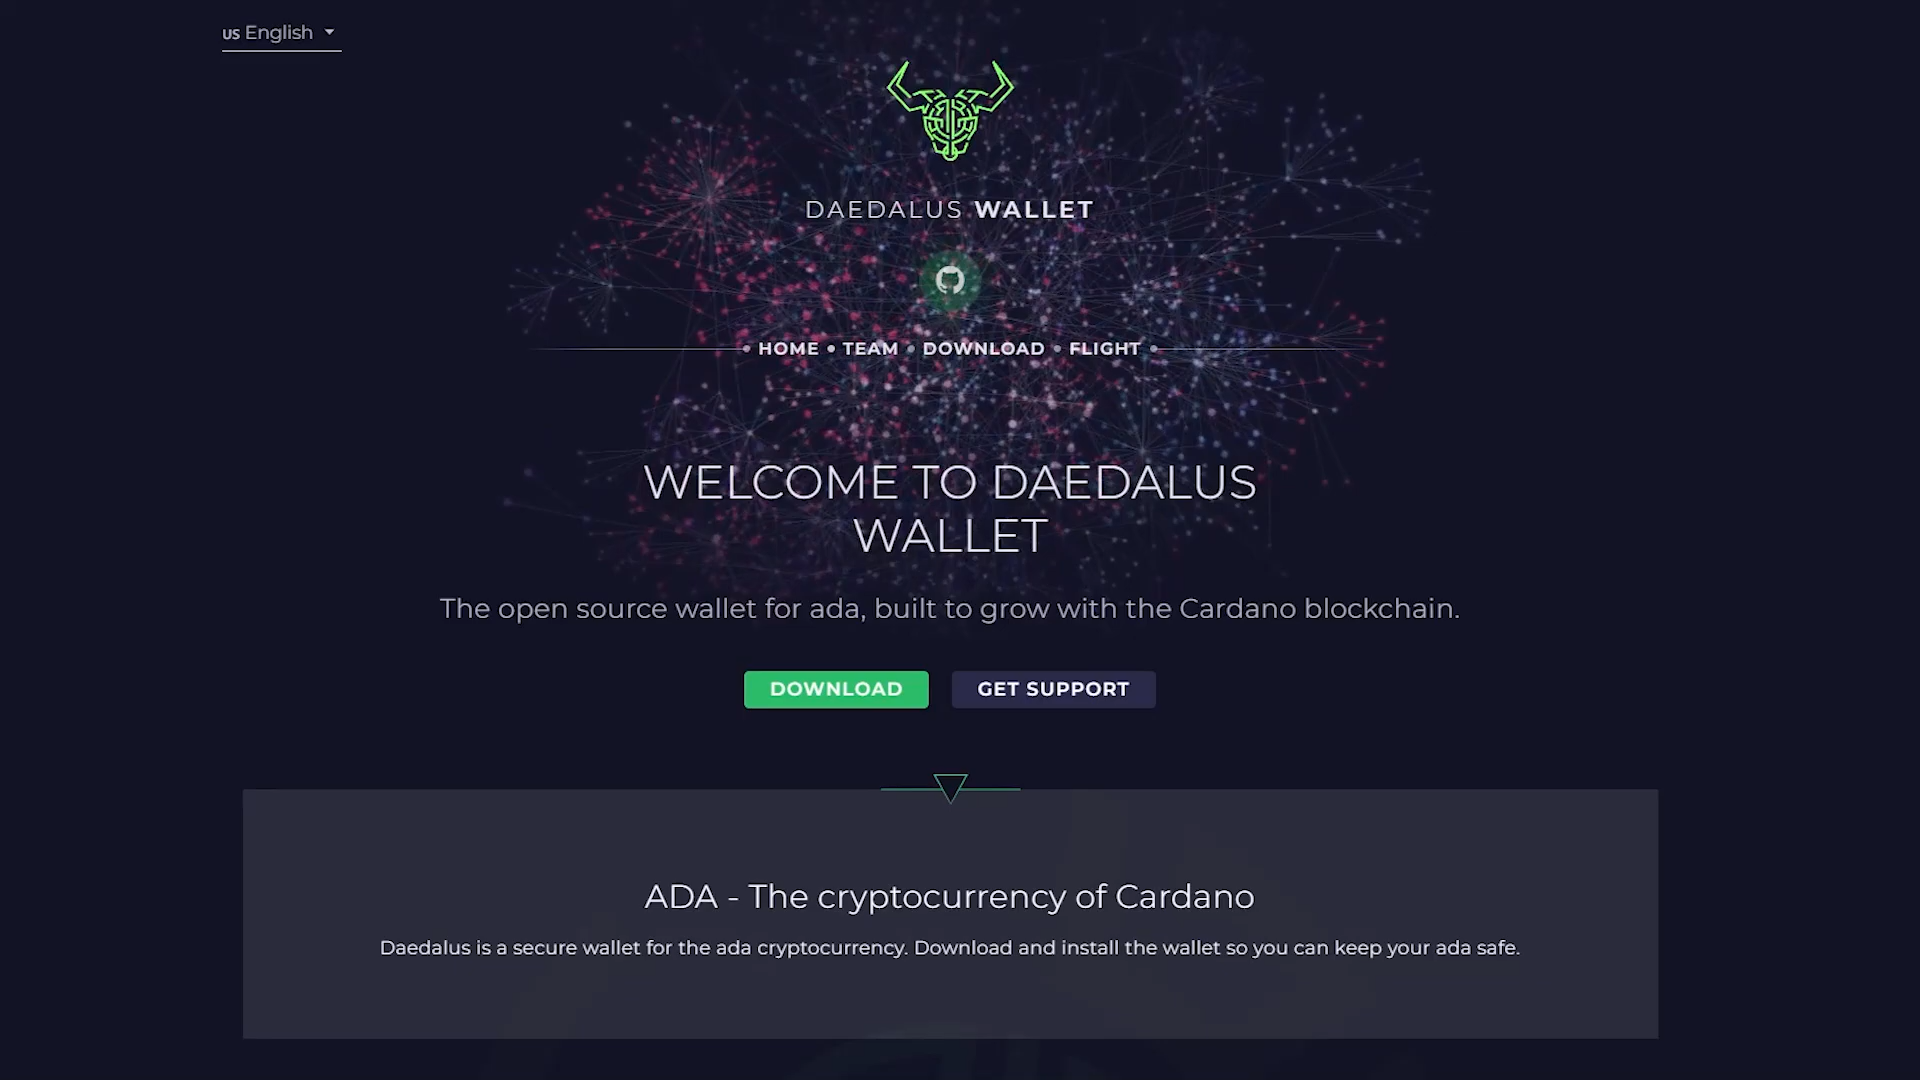 US English
DAEDALUS WALLET
HOME • TEAM • DOWNLOAD • FLIGHT
WELCOME TO DAEDALUS
WALLET
The open source wallet for ada, built to grow with the Cardano blockchain.
DOWNLOAD GET SUPPORT
ADA - The cryptocurrency of Cardano
Daedalus is a secure wallet for the ada cryptocurrency. Download and install the wallet so you can keep your ada safe.